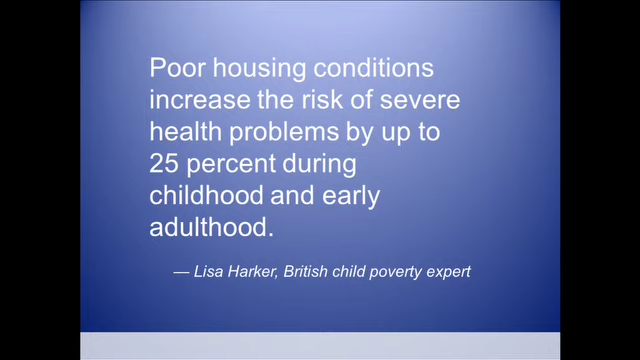 Poor housing conditions
increase the risk of severe
health problems by up to
25 percent during
childhood and early
adulthood.
— Lisa Harker, British child poverty expert